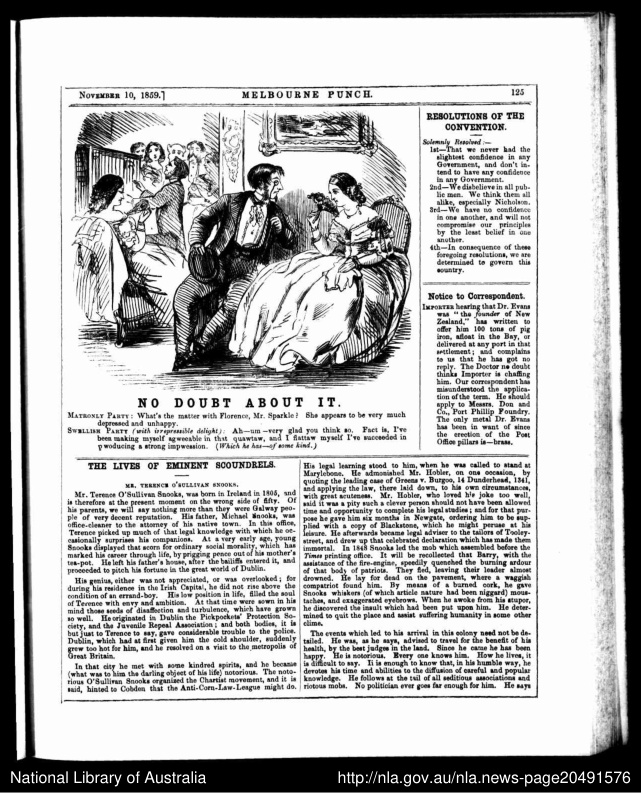 NOVEMBER 10, 1859.]
MELBOURNE PUNCH.
125
NO DOUBT ABOUT IT.
MATRONLY PARTY: What's the matter with Florence, Mr. Sparkle? She appears to be very much
depressed and unhappy.
SWELLISH PARTY (with irrepressible delight): Ah—um—very glad you think so. Fact is, I've
been making myself agweeable in that quawtaw, and I flattaw myself I've succeeded in
pwoducing a strong impwession. (Which he has—of some kind.)
RESOLUTIONS OF THE
CONVENTION.
Solemnly Resolved:—
1st—That we never had the
slightest confidence in any
Government, and don't in-
tend to have any confidence
in any Government.
2nd—We disbelieve in all pub-
lic men. We think them all
alike, especially Nicholson.
3rd—We have no confidence
in one another, and will not
compromise our principles
by the least belief in one
another.
4th—In consequence of these
foregoing resolutions, we are
determined to govern this
country.
Notice to Correspondent.
IMPORTER hearing that Dr. Evans
was "the founder of New
Zealand," has written to
offer him 100 tons of pig
iron, afloat in the Bay, or
delivered at any port in that
settlement; and complains
to us that he has got no
reply. The Doctor no doubt
thinks Importer is chaffing
him. Our correspondent has
misunderstood the applica-
tion of the term. He should
apply to Messrs. Don and
Co., Port Phillip Foundry.
The only metal Dr. Evans
has been in want of since
the erection of the Post
Office pillars is—brass.
THE LIVES OF EMINENT SCOUNDRELS.
MR. TERENCE O'SULLIVAN SNOOKS.
Mr. Terence O'Sullivan Snooks, was born in Ireland in 1805, and
is therefore at the present moment on the wrong side of fifty. Of
his parents, we will say nothing more than they were Galway peo-
ple of very decent reputation. His father, Michael Snooks, was
office-cleaner to the attorney of his native town. In this office,
Terence picked up much of that legal knowledge with which he oc-
casionally surprises his companions. At a very early age, young
Snooks displayed that scorn for ordinary social morality, which has
marked his career through life, by prigging pence out of his mother's
tea-pot. He left his father's house, after the bailiffs entered it, and
proceeded to pitch his fortune in the great world of Dublin.
His genius, either was not appreciated, or was overlooked; for
during his residence in the Irish Capital, he did not rise above the
condition of an errand-boy. His low position in life, filled the soul
of Terence with envy and ambition. At that time were sown in his
mind those seeds of disaffection and turbulence, which have grown
so well. He originated in Dublin the Pickpockets' Protection So-
ciety, and the Juvenile Repeal Association; and both bodies, it is
but just to Terence to say, gave considerable trouble to the police.
Dublin, which had at first given him the cold shoulder, suddenly
grew too hot for him, and he resolved on a visit to the metropolis of
Great Britain.
In that city he met with some kindred spirits, and he became
(what was to him the darling object of his life) notorious. The noto-
rious O'Sullivan Snooks organised the Chartist movement, and it is
said, hinted to Cobden that the Anti-Corn-Law-League might do.
His legal learning stood to him, when he was called to stand at
Marylebone. He admonished Mr. Hobler, on one occasion, by
quoting the leading case of Greens v. Burgoo, 14 Dunderhead, 1341,
and applying the law, there laid down, to his own circumstances,
with great acuteness. Mr. Hobler, who loved his joke too well,
said it was a pity such a clever person should not have been allowed
time and opportunity to complete his legal studies; and for that pur-
pose he gave him six months in Newgate, ordering him to be sup-
plied with a copy of Blackstone, which he might peruse at his
leisure. He afterwards became legal adviser to the tailors of Tooley-
street, and drew up that celebrated declaration which has made them
immortal. In 1848 Snooks led the mob which assembled before the
Times printing office. It will be recollected that Barry, with the
assistance of the fire-engine, speedily quenched the burning ardour
of that body of patriots. They fled, leaving their leader almost
drowned. He lay for dead on the pavement, where a waggish
compatriot found him. By means of a burned cork, he gave
Snooks whiskers (of which article nature had been niggard) mous-
taches, and exaggerated eyebrows. When he awoke from his stupor,
he discovered the insult which had been put upon him. He deter-
mined to quit the place and assist suffering humanity in some other
clime.
The events which led to his arrival in this colony need not be de-
tailed. He was, as he says, advised to travel for the benefit of his
health, by the best judges in the land. Since he came he has been
happy. He is notorious. Every one knows him. How he lives, it
is difficult to say. It is enough to know that, in his humble way, he
devotes his time and abilities to the diffusion of careful and popular
knowledge. He follows at the tail of all seditious associations and
riotous mobs. No politician ever goes far enough for him. He says
National Library of Australia
http://nla.gov.au/nla.news-page20491576